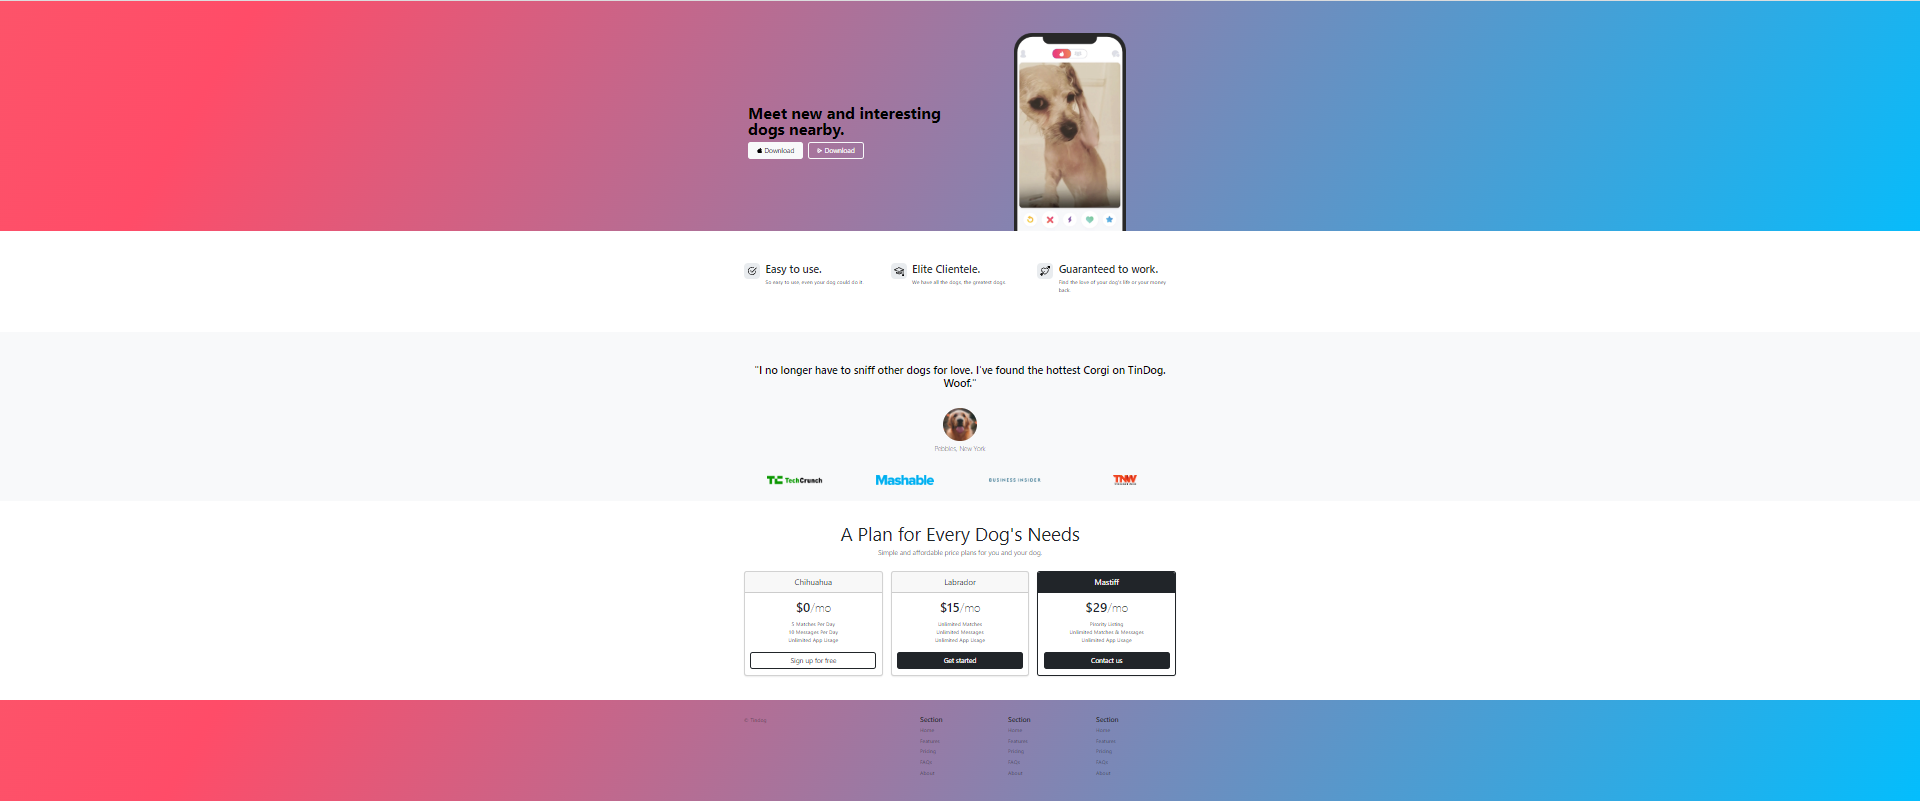 Meet new and interesting
dogs nearby.
Download
Download
Easy to use.
So easy to use, even your dog could do it.
Elite Clientele.
We have all the dogs, the greatest dogs.
Guaranteed to work.
Find the love of your dog's life or your money
back.
"I no longer have to sniff other dogs for love. I've found the hottest Corgi on TinDog.
Woof."
Pebbles, New York
TC TechCrunch
Mashable
BUSINESS INSIDER
TNW
A Plan for Every Dog's Needs
Simple and affordable price plans for you and your dog.
Chihuahua
$0/mo
5 Matches Per Day
10 Messages Per Day
Unlimited App Usage
Sign up for free
Labrador
$15/mo
Unlimited Matches
Unlimited Messages
Unlimited App Usage
Get started
Mastiff
$29/mo
Priority Listing
Unlimited Matches & Messages
Unlimited App Usage
Contact us
© TinDog
Section
Home
Features
Pricing
FAQs
About
Section
Home
Features
Pricing
FAQs
About
Section
Home
Features
Pricing
FAQs
About